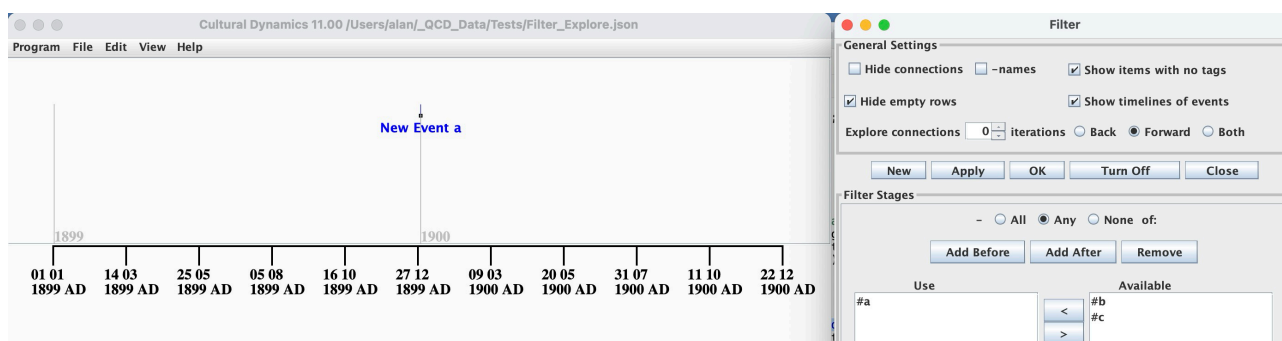 Cultural Dynamics 11.00 /Users/alan/_QCD_Data/Tests/Filter_Explore.json
Program File Edit View Help
New Event a
1899 1900
01 01 14 03 25 05 05 08 16 10 27 12 09 03 20 05 31 07 11 10 22 12
1899 AD 1899 AD 1899 AD 1899 AD 1899 AD 1899 AD 1900 AD 1900 AD 1900 AD 1900 AD 1900 AD
Filter
General Settings
Hide connections -names Show items with no tags
Hide empty rows Show timelines of events
Explore connections 0 iterations Back Forward Both
New Apply OK Turn Off Close
Filter Stages
- All Any None of:
Add Before Add After Remove
Use Available
#a < #b
#c
>